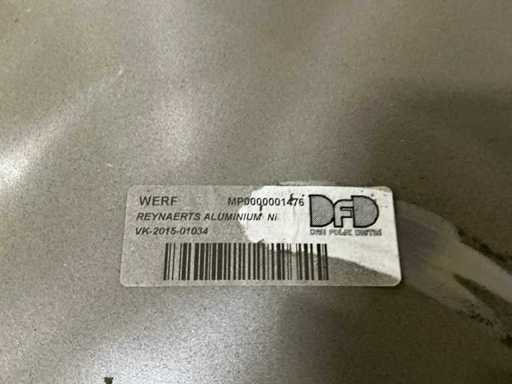 WERF MP0000001476
REYNAERTS ALUMINIUM NI
VK-2015-01034
DFD